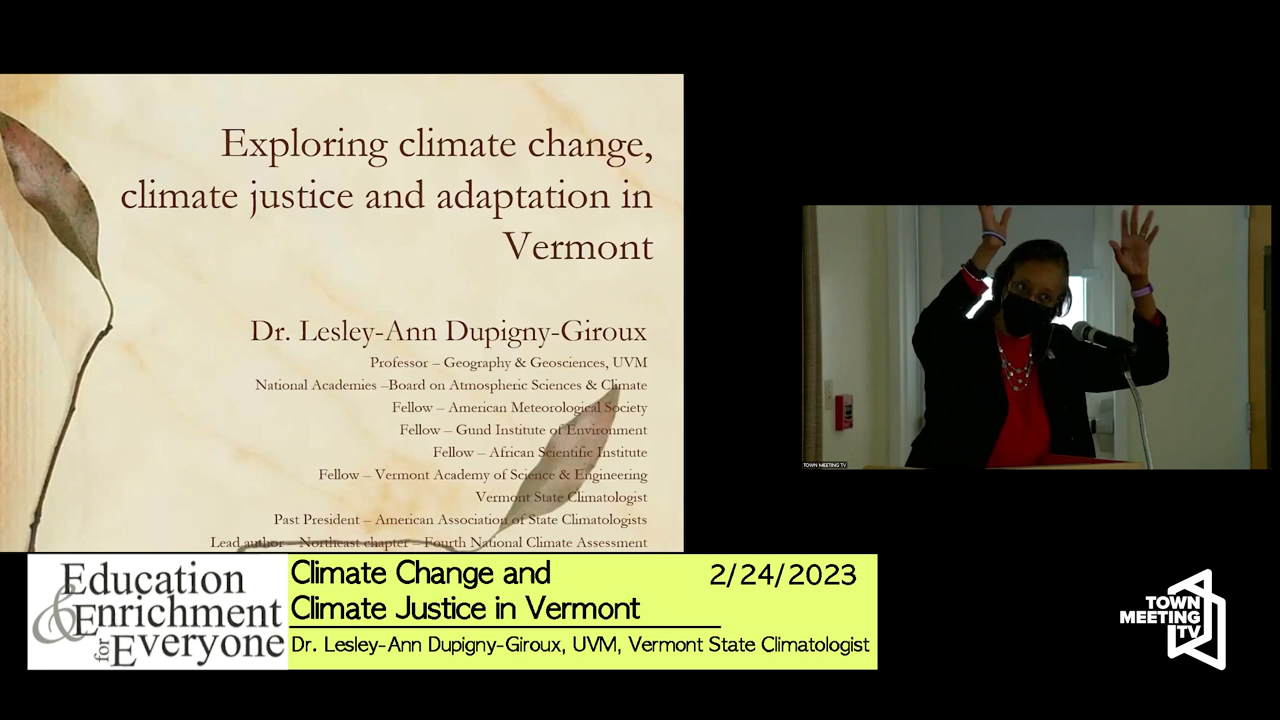 Exploring climate change,
climate justice and adaptation in
Vermont
Dr. Lesley-Ann Dupigny-Giroux
Professor – Geography & Geosciences, UVM
National Academies –Board on Atmospheric Sciences & Climate
Fellow – American Meteorological Society
Fellow – Gund Institute of Environment
Fellow – African Scientific Institute
Fellow – Vermont Academy of Science & Engineering
Vermont State Climatologist
Past President – American Association of State Climatologists
Lead author – Northeast chapter – Fourth National Climate Assessment
TOWN MEETING TV
Education
& Enrichment
for Everyone
Climate Change and
2/24/2023
Climate Justice in Vermont
Dr. Lesley-Ann Dupigny-Giroux, UVM, Vermont State Climatologist
TOWN
MEETING
TV